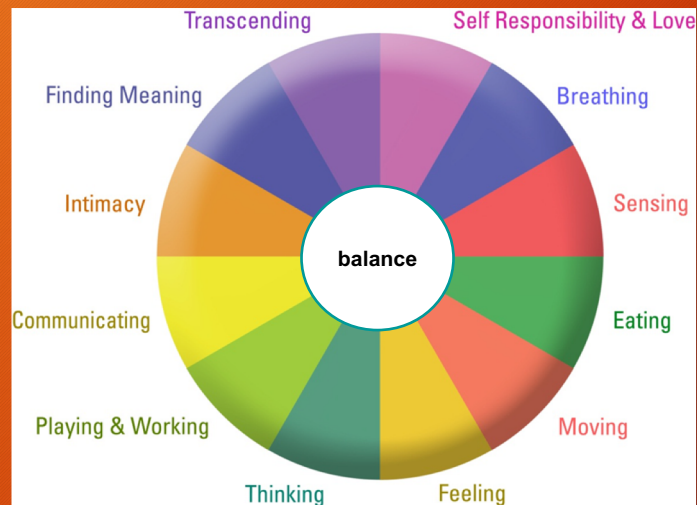 Transcending
Self Responsibility & Love
Finding Meaning
Breathing
Intimacy
Sensing
balance
Communicating
Eating
Playing & Working
Moving
Thinking
Feeling